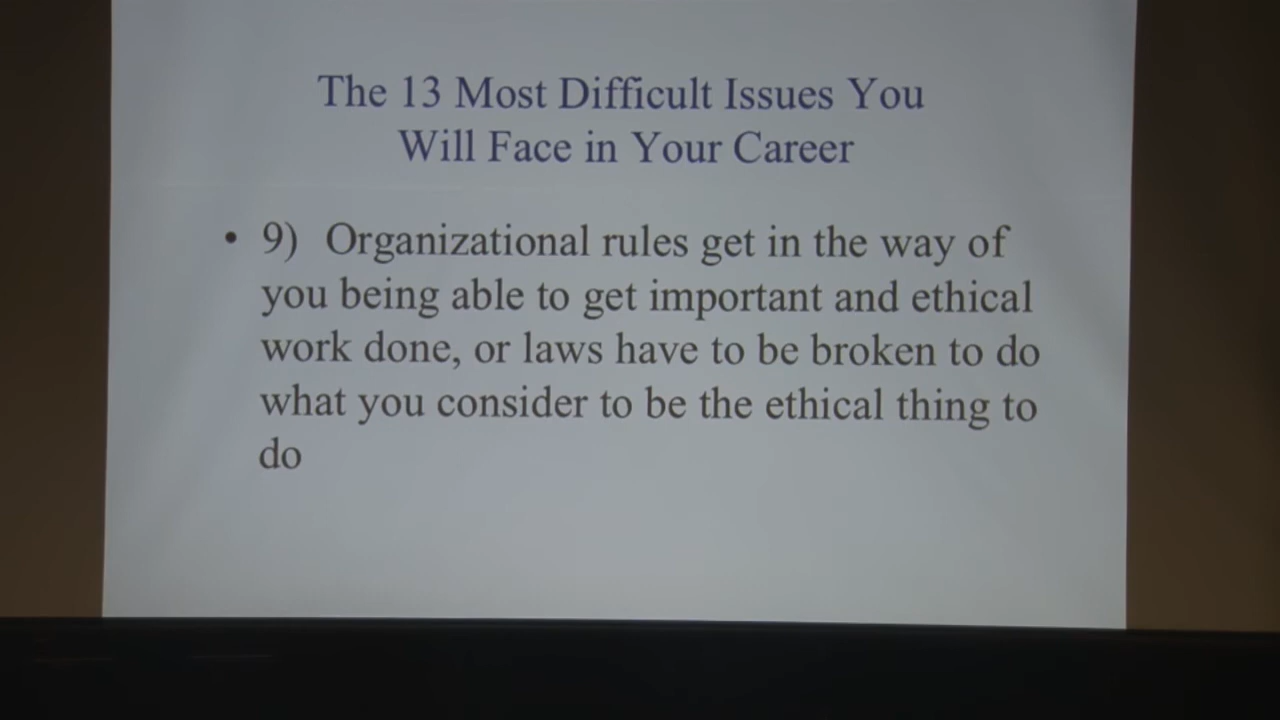 The 13 Most Difficult Issues You
Will Face in Your Career
• 9) Organizational rules get in the way of
you being able to get important and ethical
work done, or laws have to be broken to do
what you consider to be the ethical thing to
do